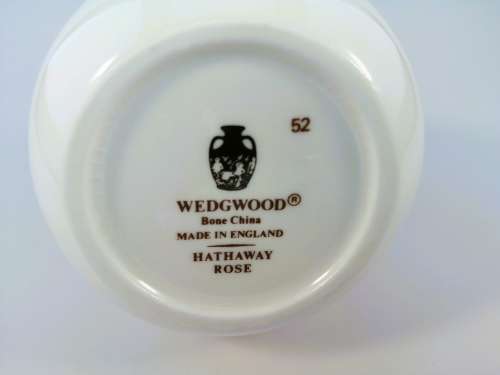 52
WEDGWOOD®
Bone China
MADE IN ENGLAND
HATHAWAY
ROSE